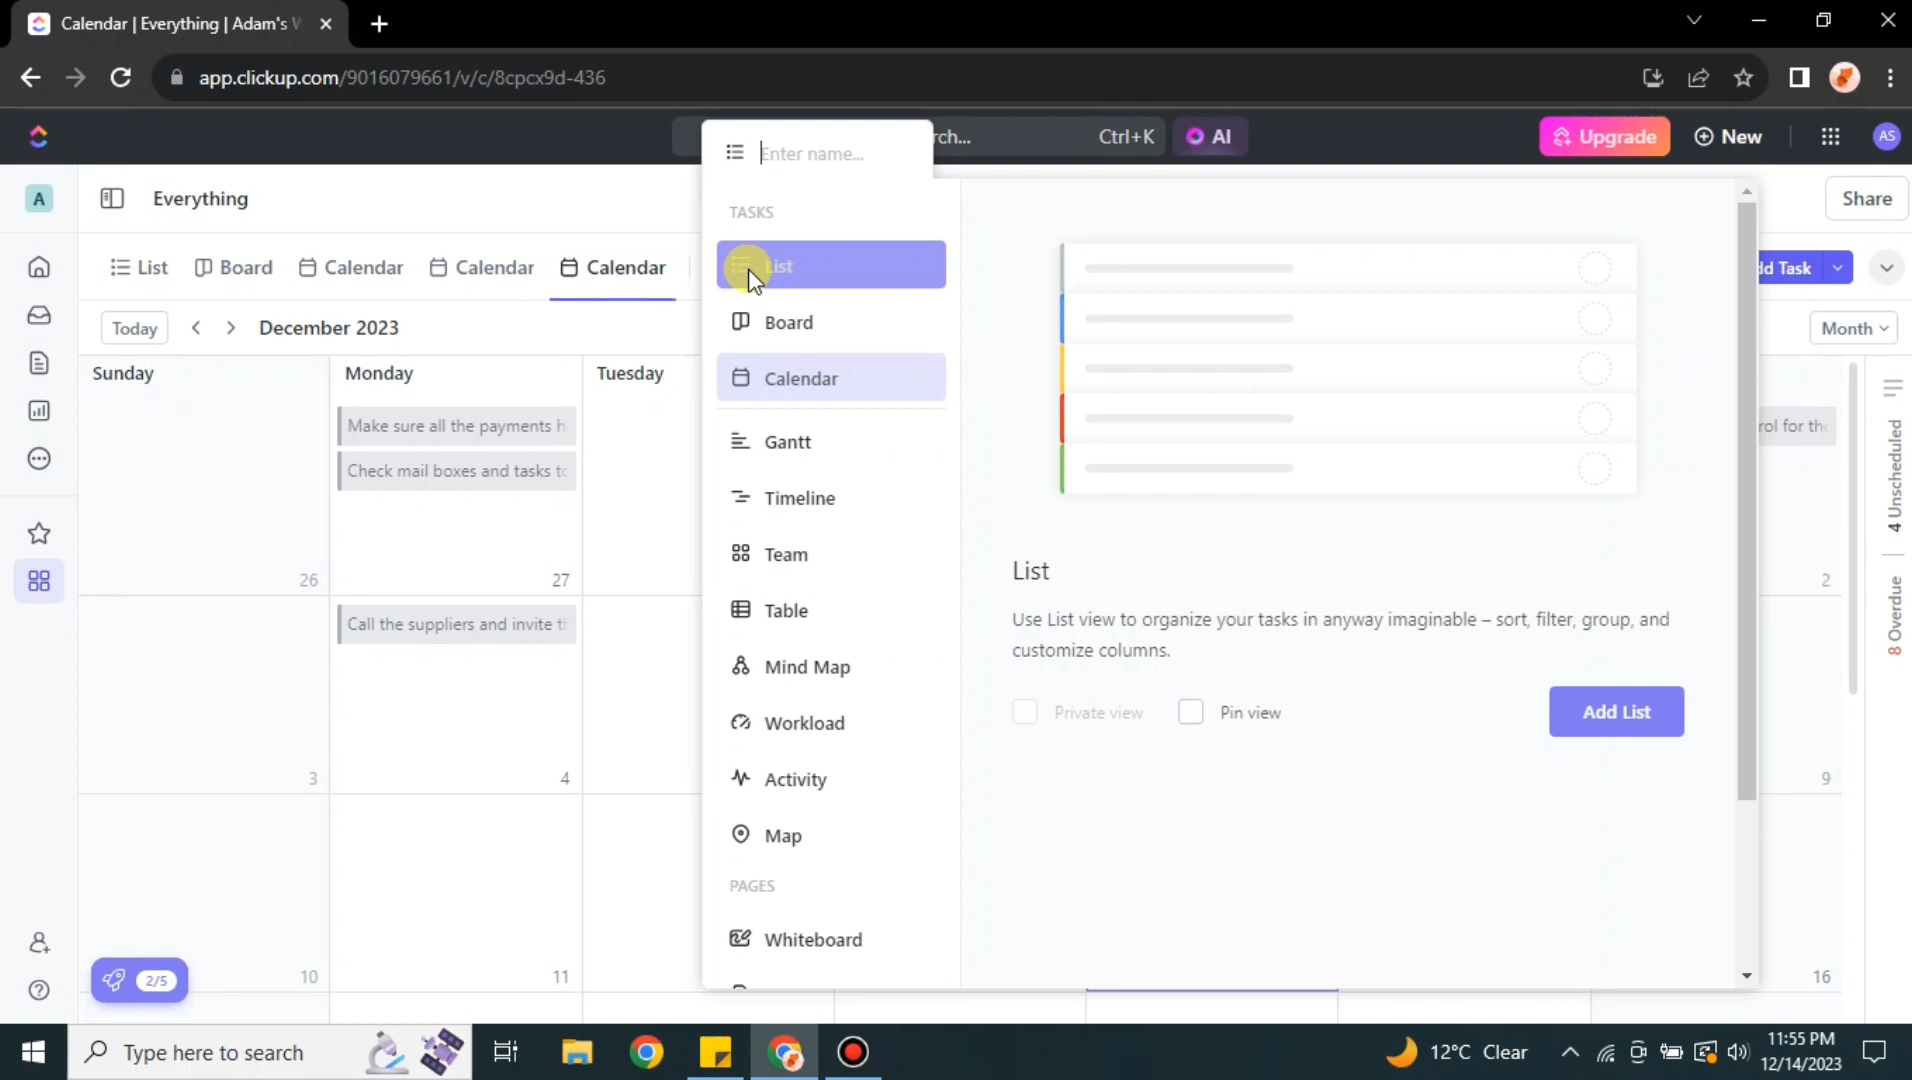 Calendar | Everything | Adam's W
app.clickup.com/9016079661/v/c/8cpcx9d-436
Enter name...
rch...
Ctrl+K
AI
Upgrade
New
AS
A
Everything
Share
TASKS
List
Board
Calendar
Calendar
Calendar
List
dd Task
Today
December 2023
Board
Month
Sunday
Monday
Tuesday
Calendar
Make sure all the payments h
rol for the
Gantt
Check mail boxes and tasks to
4 Unscheduled
Timeline
Team
26
27
List
2
Table
Use List view to organize your tasks in anyway imaginable – sort, filter, group, and
customize columns.
Call the suppliers and invite t
8 Overdue
Mind Map
Private view
Pin view
Add List
Workload
3
4
Activity
9
Map
PAGES
Whiteboard
2/5
10
11
16
Type here to search
12°C Clear
11:55 PM
12/14/2023